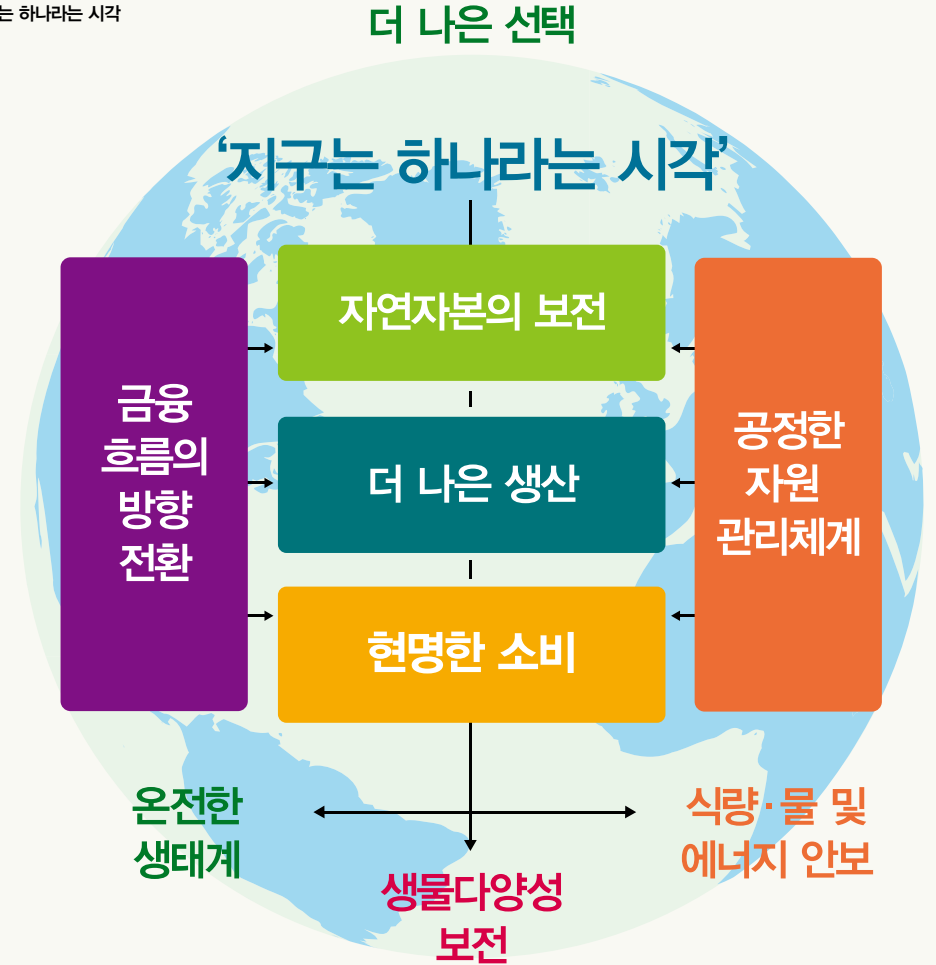 는 하나라는 시각
더 나은 선택
‘지구는 하나라는 시각’
자연자본의 보전
금융
흐름의
방향
전환
더 나은 생산
공정한
자원
관리체계
현명한 소비
온전한
생태계
식량·물 및
에너지 안보
생물다양성
보전